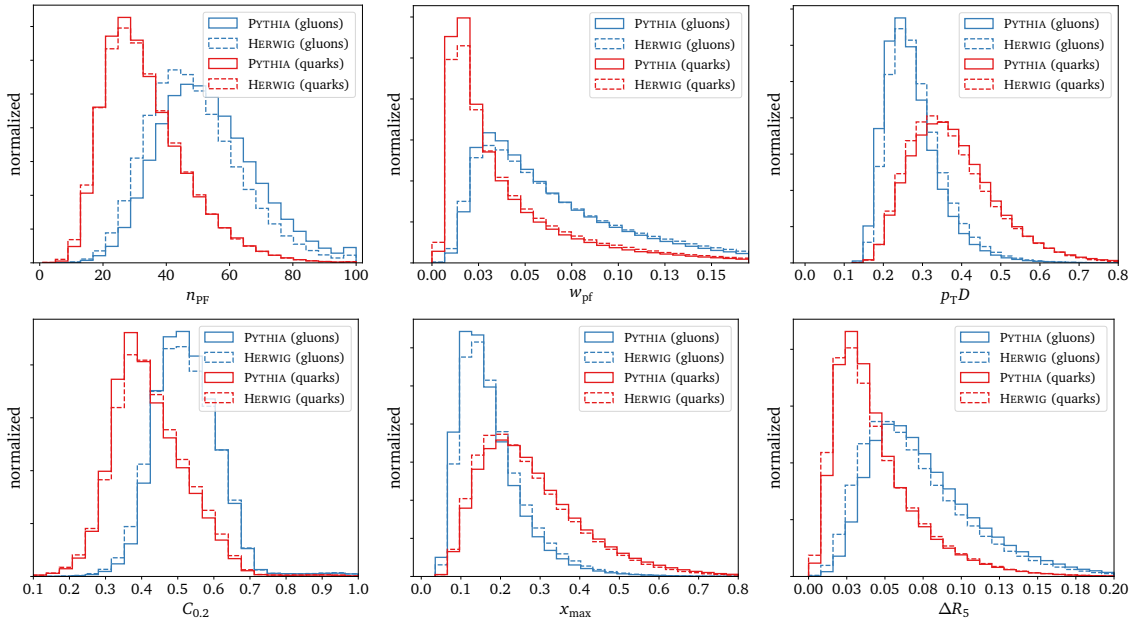 normalized
PYTHIA (gluons)
HERWIG (gluons)
PYTHIA (quarks)
HERWIG (quarks)
0 20 40 60 80 100
n_PF
normalized
PYTHIA (gluons)
HERWIG (gluons)
PYTHIA (quarks)
HERWIG (quarks)
0.00 0.03 0.05 0.08 0.10 0.12 0.15
w_pf
normalized
PYTHIA (gluons)
HERWIG (gluons)
PYTHIA (quarks)
HERWIG (quarks)
0.0 0.1 0.2 0.3 0.4 0.5 0.6 0.7 0.8
p_T D
normalized
PYTHIA (gluons)
HERWIG (gluons)
PYTHIA (quarks)
HERWIG (quarks)
0.1 0.2 0.3 0.4 0.5 0.6 0.7 0.8 0.9 1.0
C_0.2
normalized
PYTHIA (gluons)
HERWIG (gluons)
PYTHIA (quarks)
HERWIG (quarks)
0.0 0.1 0.2 0.3 0.4 0.5 0.6 0.7 0.8
x_max
normalized
PYTHIA (gluons)
HERWIG (gluons)
PYTHIA (quarks)
HERWIG (quarks)
0.00 0.03 0.05 0.08 0.10 0.12 0.15 0.18 0.20
ΔR_5